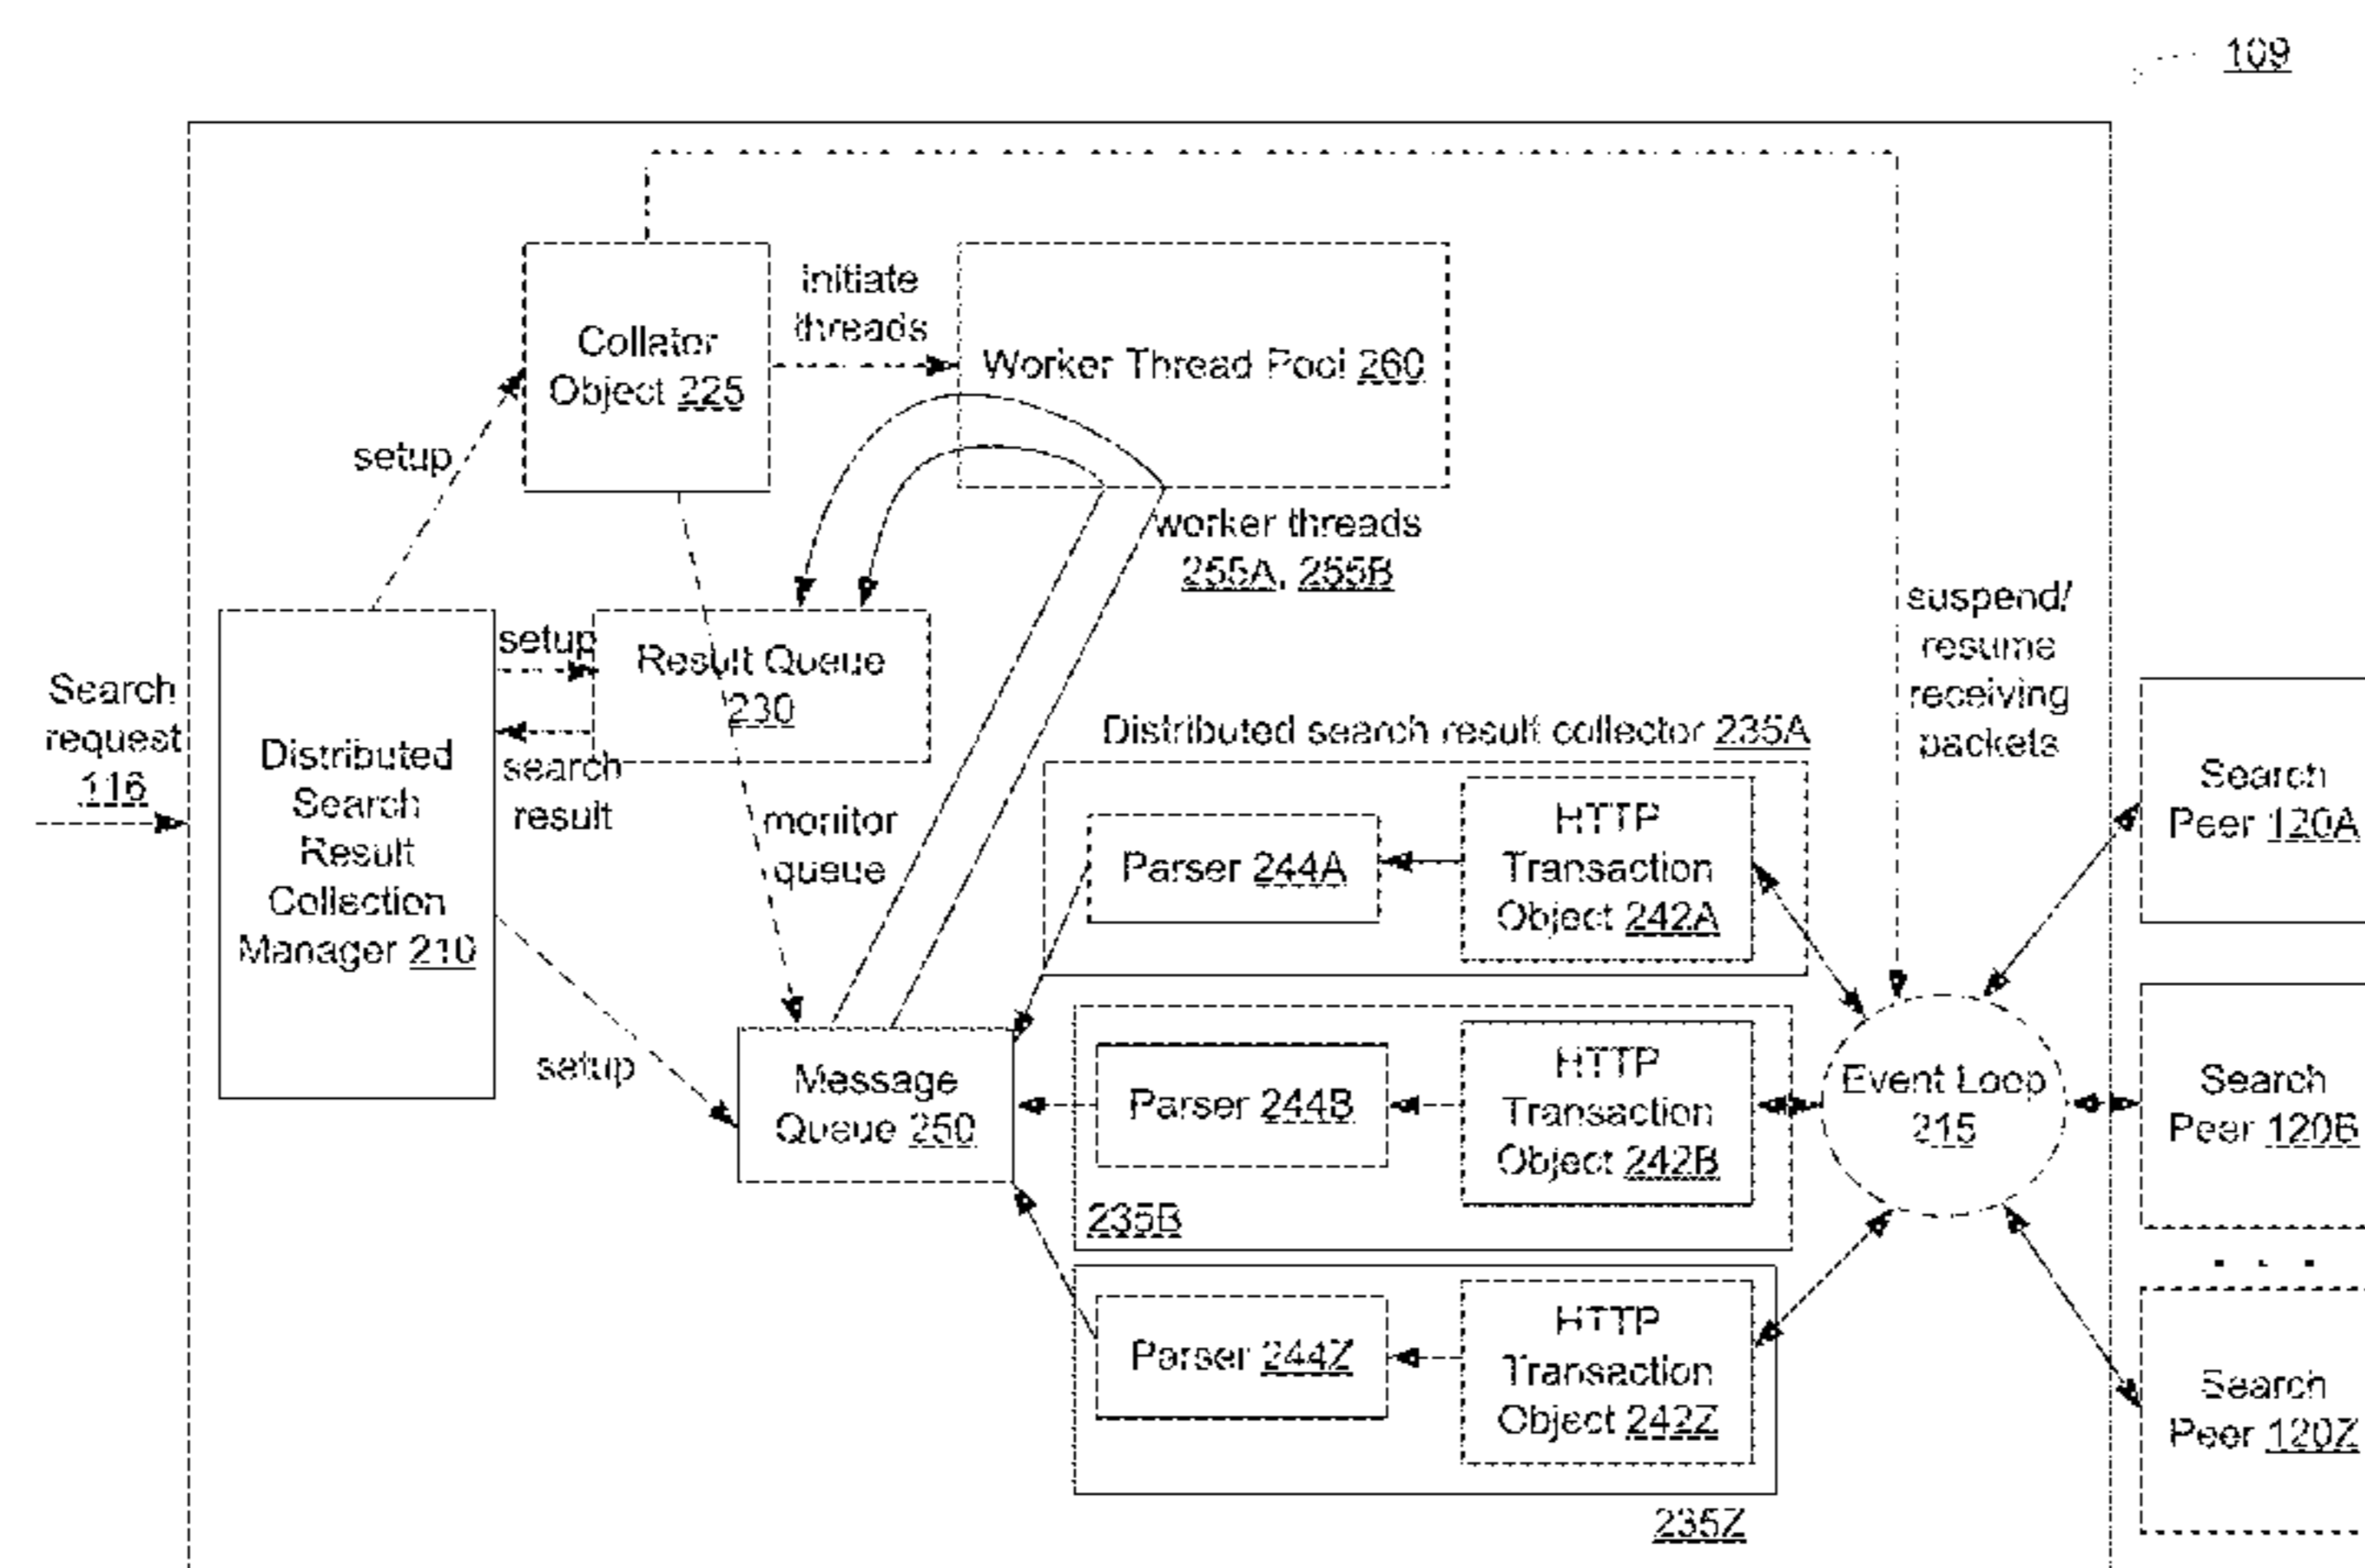 109
initiate
threads
Collator
Object 225
Worker Thread Pool 260
setup
worker threads
255A, 255B
suspend/
resume
receiving
packets
setup
Result Queue
230
search
result
Search
request
116
Distributed
Search
Result
Collection
Manager 210
monitor
queue
Distributed search result collector 235A
Parser 244A
HTTP
Transaction
Object 242A
Search
Peer 120A
setup
Message
Queue 250
Parser 244B
HTTP
Transaction
Object 242B
235B
Event Loop
215
Search
Peer 120B
. . .
Parser 244Z
HTTP
Transaction
Object 242Z
235Z
Search
Peer 120Z